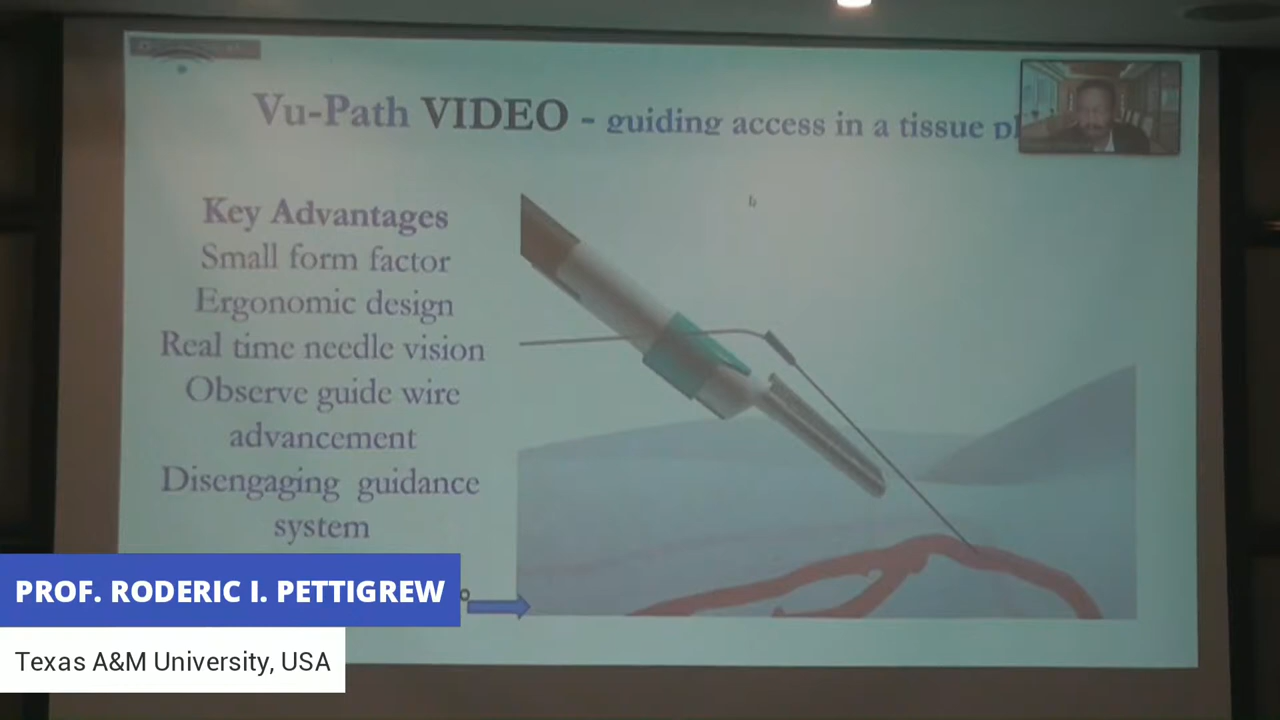 Vu-Path VIDEO - guiding access in a tissue pl
Key Advantages
Small form factor
Ergonomic design
Real time needle vision
Observe guide wire
advancement
Disengaging guidance
system
PROF. RODERIC I. PETTIGREW
Texas A&M University, USA